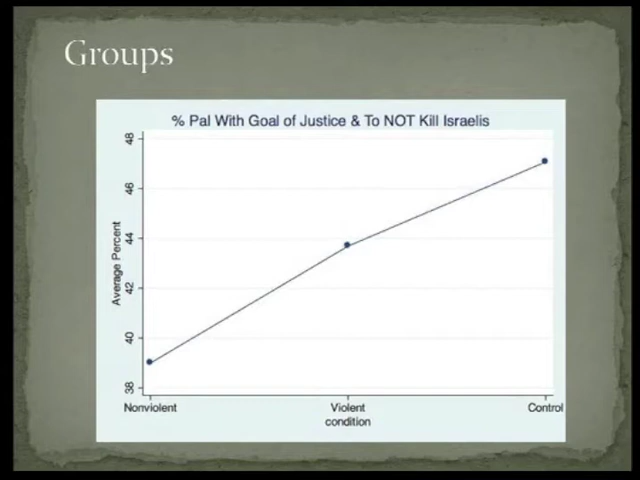 Groups
% Pal With Goal of Justice & To NOT Kill Israelis
48
46
44
42
40
38
Average Percent
Nonviolent
Violent
Control
condition